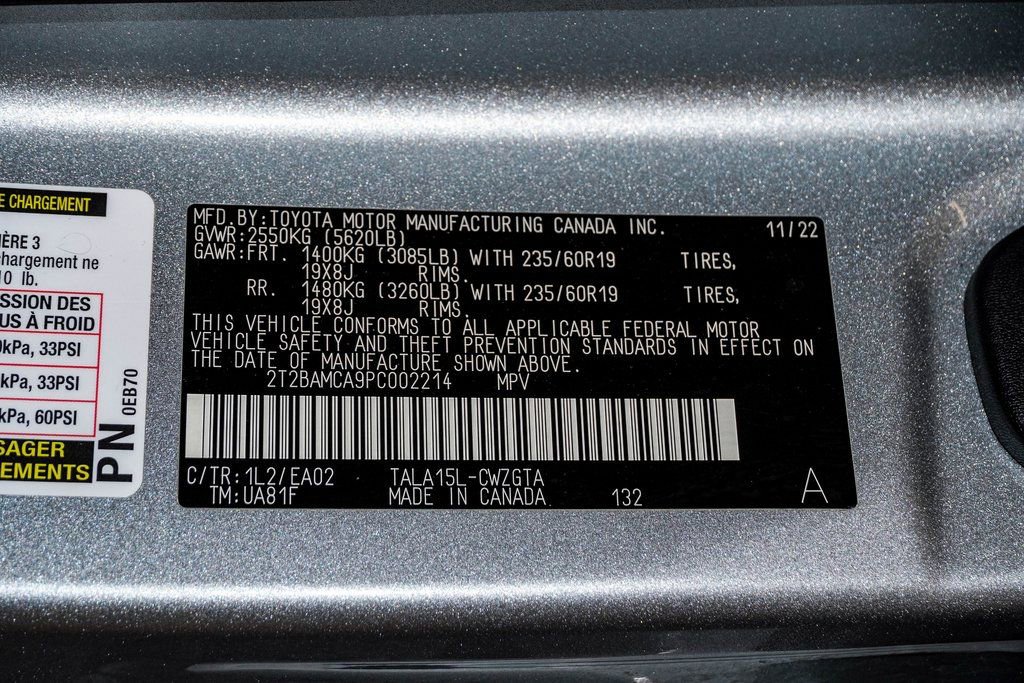 E CHARGEMENT
IÈRE 3
chargement ne
10 lb.
SSION DES
US À FROID
0kPa, 33PSI
kPa, 33PSI
kPa, 60PSI
SAGER
EMENTS
PN
0EB70
MFD.BY:TOYOTA MOTOR MANUFACTURING CANADA INC. 11/22
GVWR:2550KG (5620LB)
GAWR:FRT. 1400KG (3085LB) WITH 235/60R19 TIRES,
19X8J RIMS.
RR. 1480KG (3260LB) WITH 235/60R19 TIRES,
19X8J RIMS.
THIS VEHICLE CONFORMS TO ALL APPLICABLE FEDERAL MOTOR
VEHICLE SAFETY AND THEFT PREVENTION STANDARDS IN EFFECT ON
THE DATE OF MANUFACTURE SHOWN ABOVE.
2T2BAMCA9PC002214 MPV
C/TR:1L2/EA02 TALA15L-CWZGTA
TM:UA81F MADE IN CANADA. 132 A